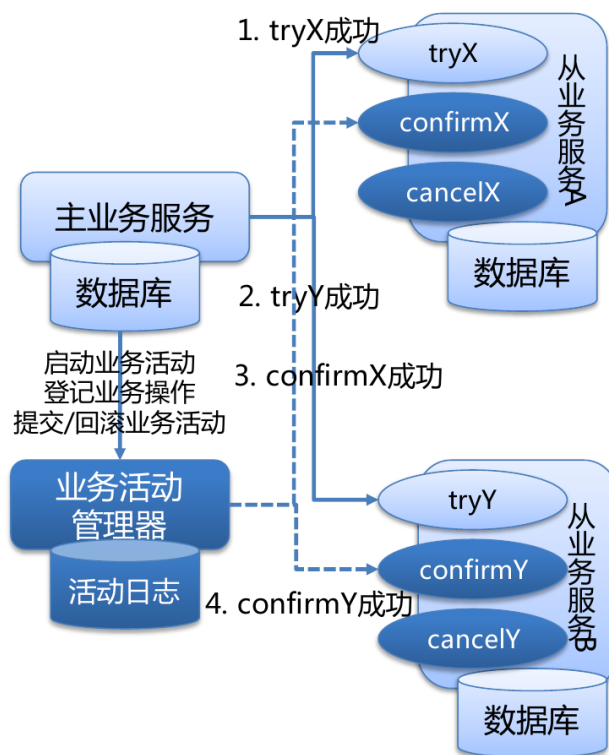 1. tryX成功
tryX
confirmX
cancelX
从业务服务A
数据库
主业务服务
数据库
2. tryY成功
启动业务活动
登记业务操作
提交/回滚业务活动
3. confirmX成功
业务活动
管理器
活动日志
tryY
confirmY
cancelY
从业务服务B
4. confirmY成功
数据库